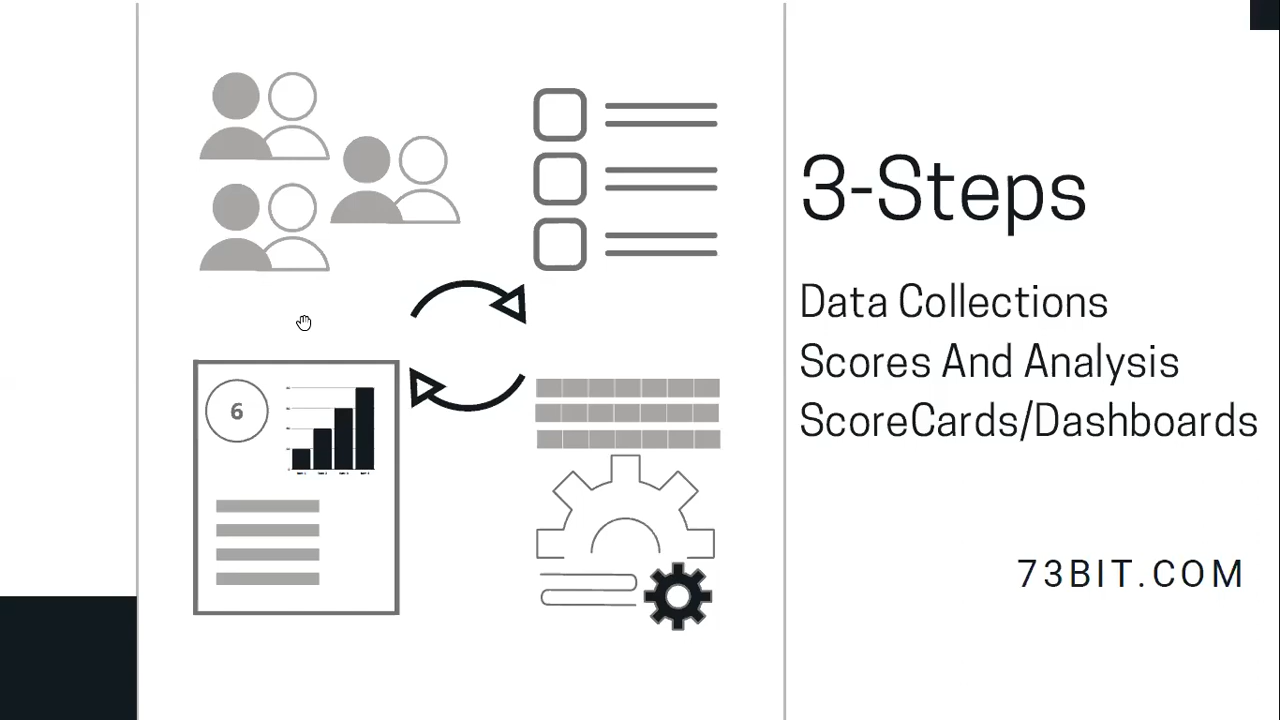 3-Steps
Data Collections
Scores And Analysis
ScoreCards/Dashboards
6
73BIT.COM